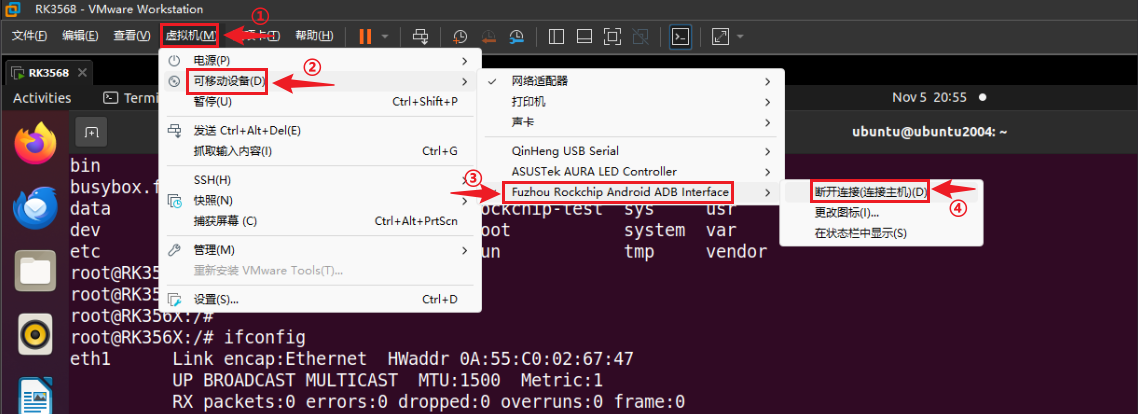 RK3568 - VMware Workstation
文件(F) 编辑(E) 查看(V) 虚拟机(M) 卡(T) 帮助(H)
①
RK3568
Activities
Termi
Nov 5 20:55
ubuntu@ubuntu2004: ~
电源(P)
可移动设备(D)
②
暂停(U) Ctrl+Shift+P
发送 Ctrl+Alt+Del(E)
抓取输入内容(I) Ctrl+G
SSH(H)
快照(N)
捕获屏幕 (C) Ctrl+Alt+PrtScn
管理(M)
重新安装 VMware Tools(T)...
设置(S)... Ctrl+D
网络适配器
打印机
声卡
QinHeng USB Serial
ASUSTek AURA LED Controller
③
Fuzhou Rockchip Android ADB Interface
断开连接(连接主机)(D)
④
更改图标(I)...
在状态栏中显示(S)
bin
busybox.f
data ockchip-test sys usr
dev oot system var
etc un tmp vendor
root@RK35
root@RK35
root@RK356X:/#
root@RK356X:/# ifconfig
eth1 Link encap:Ethernet HWaddr 0A:55:C0:02:67:47
UP BROADCAST MULTICAST MTU:1500 Metric:1
RX packets:0 errors:0 dropped:0 overruns:0 frame:0